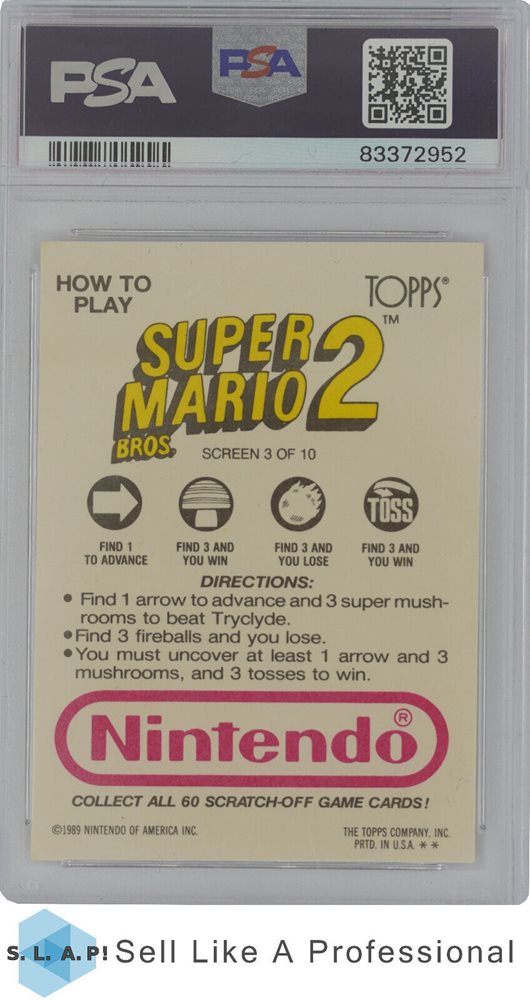 PSA
PSA
83372952
HOW TO
PLAY
TOPPS®
SUPER
MARIO
BROS.
2™
SCREEN 3 OF 10
TOSS
FIND 1
TO ADVANCE
FIND 3 AND
YOU WIN
FIND 3 AND
YOU LOSE
FIND 3 AND
YOU WIN
DIRECTIONS:
• Find 1 arrow to advance and 3 super mush-
rooms to beat Tryclyde.
• Find 3 fireballs and you lose.
• You must uncover at least 1 arrow and 3
mushrooms, and 3 tosses to win.
Nintendo®
COLLECT ALL 60 SCRATCH-OFF GAME CARDS!
©1989 NINTENDO OF AMERICA INC.
THE TOPPS COMPANY, INC.
PRTD. IN U.S.A. * *
S. L. A.P! Sell Like A Professional